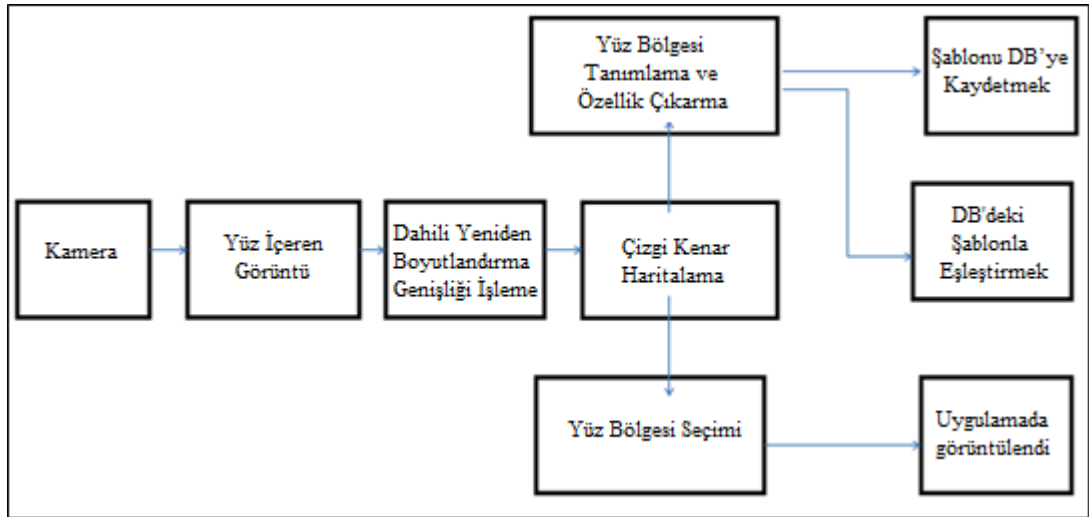 Yüz Bölgesi
Tanımlama ve
Özellik Çıkarma
Şablonu DB'ye
Kaydetmek
Kamera
Yüz İçeren
Görüntü
Dahili Yeniden
Boyutlandırma
Genişliği İşleme
Çizgi Kenar
Haritalama
DB'deki
Şablonla
Eşleştirmek
Yüz Bölgesi Seçimi
Uygulamada
görüntülendi